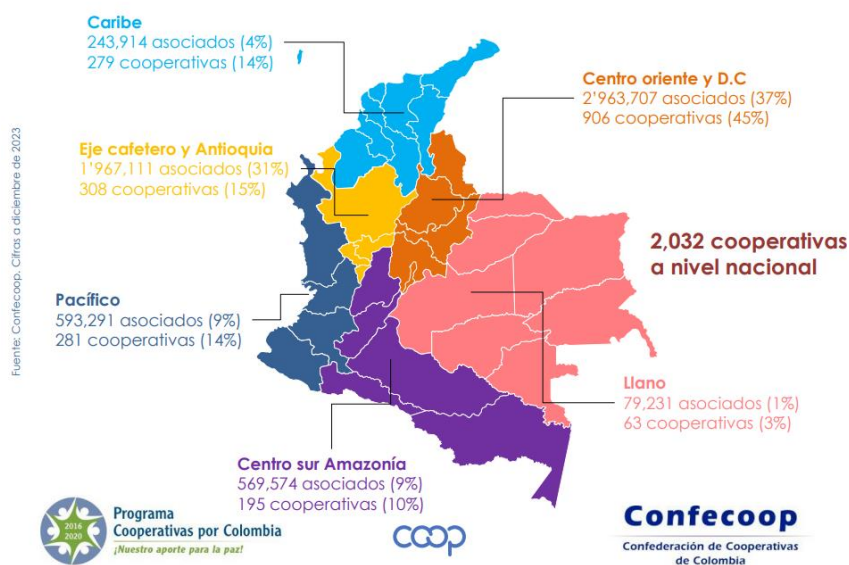 Caribe
243,914 asociados (4%)
279 cooperativas (14%)
Centro oriente y D.C
2'963,707 asociados (37%)
906 cooperativas (45%)
Eje cafetero y Antioquia
1'967,111 asociados (31%)
308 cooperativas (15%)
Fuente: Confecoop. Cifras a diciembre de 2023
2,032 cooperativas
a nivel nacional
Pacífico
593,291 asociados (9%)
281 cooperativas (14%)
Llano
79,231 asociados (1%)
63 cooperativas (3%)
Centro sur Amazonía
569,574 asociados (9%)
195 cooperativas (10%)
2016
2020
Programa
Cooperativas por Colombia
¡Nuestro aporte para la paz!
coop
Confecoop
Confederación de Cooperativas
de Colombia